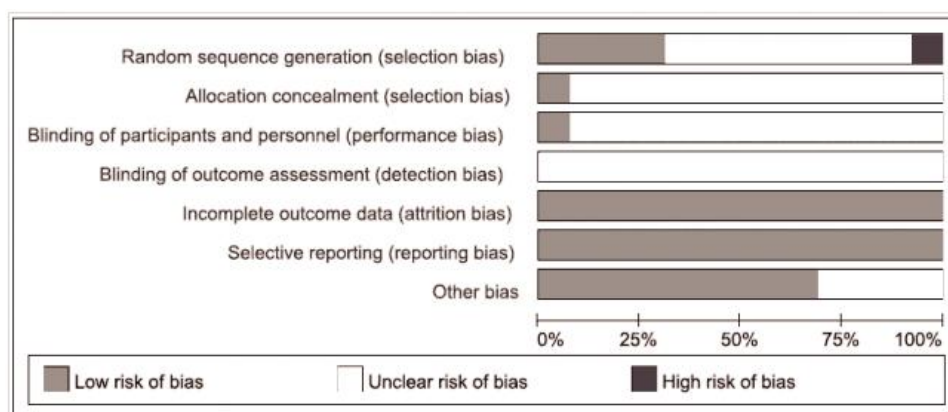 Random sequence generation (selection bias)
Allocation concealment (selection bias)
Blinding of participants and personnel (performance bias)
Blinding of outcome assessment (detection bias)
Incomplete outcome data (attrition bias)
Selective reporting (reporting bias)
Other bias
0% 25% 50% 75% 100%
Low risk of bias Unclear risk of bias High risk of bias